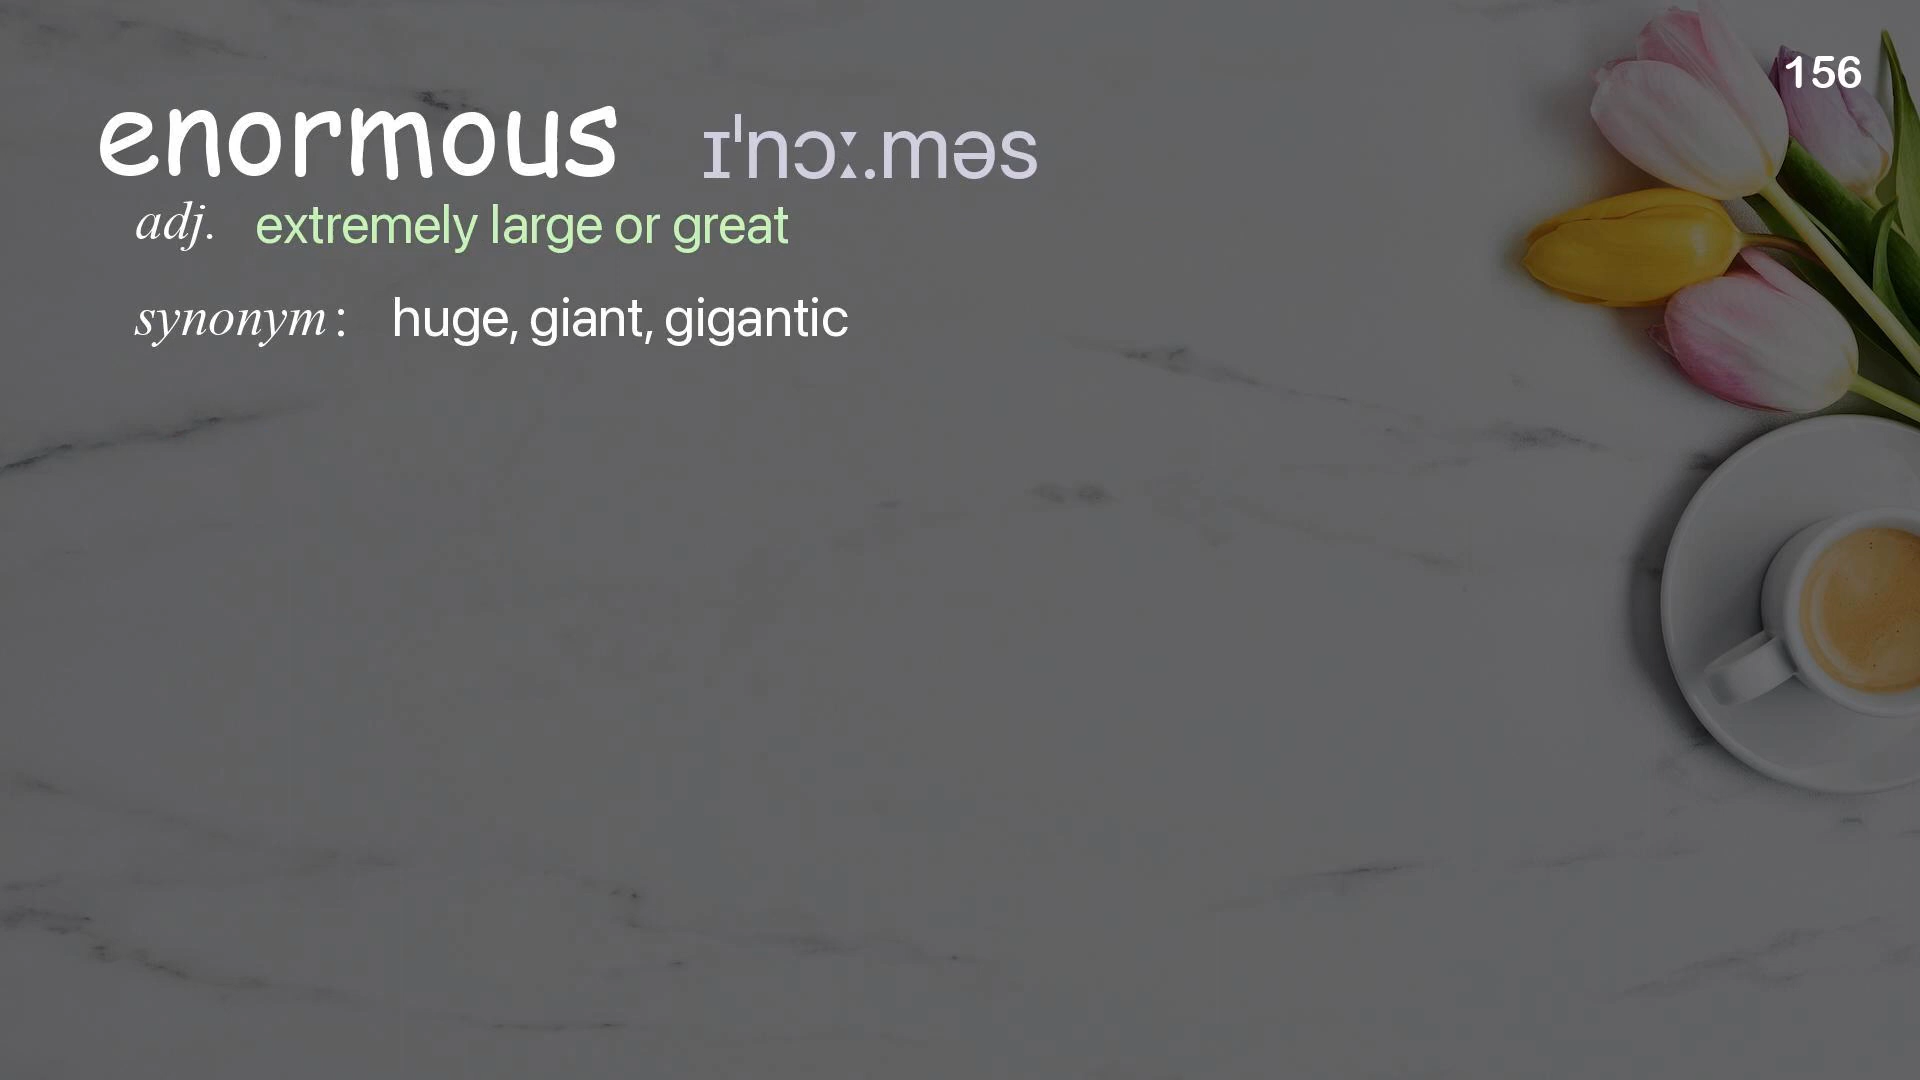 156
enormous ɪˈnɔː.məs
adj. extremely large or great
synonym: huge, giant, gigantic